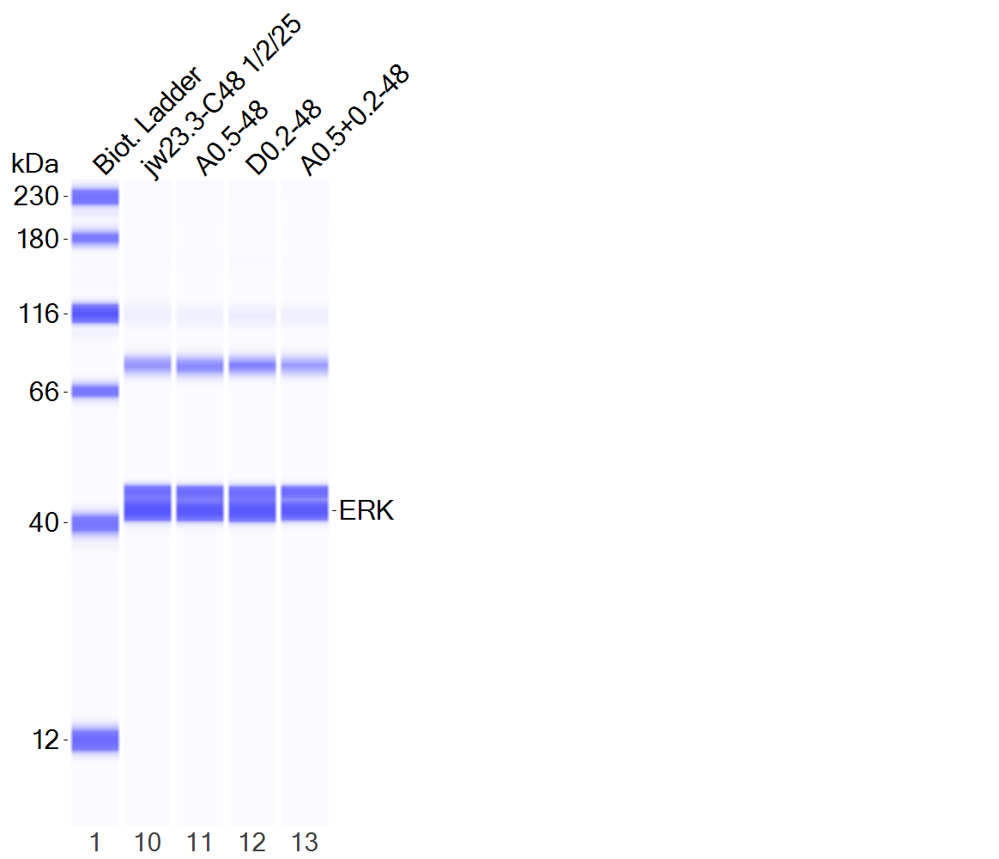 Biot. Ladder
jw23.3-C48 1/2/25
A0.5-48
D0.2-48
A0.5+0.2-48
kDa
230
180
116
66
40
12
ERK
1 10 11 12 13